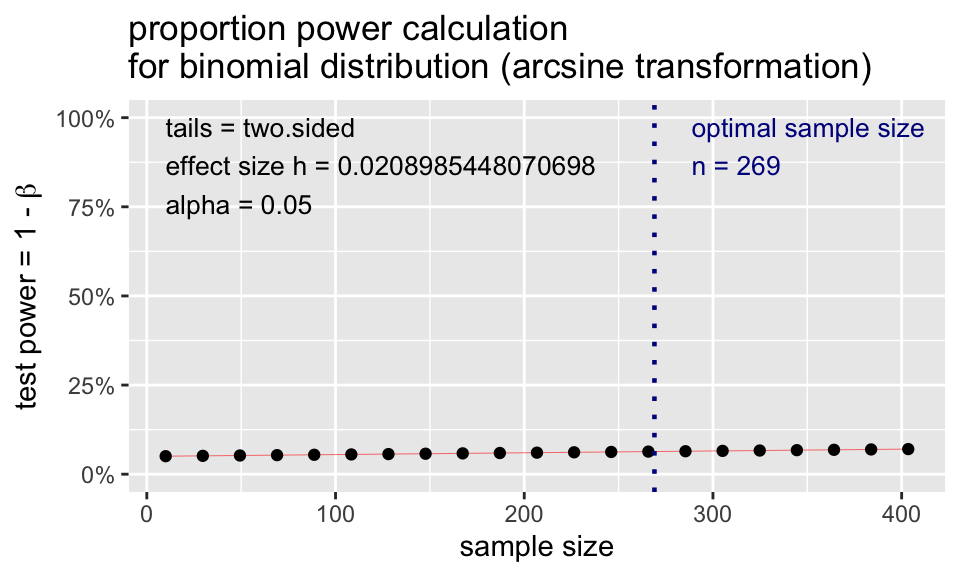 proportion power calculation
for binomial distribution (arcsine transformation)
tails = two.sided
effect size h = 0.0208985448070698
alpha = 0.05
optimal sample size
n = 269
test power = 1 - β
100%
75%
50%
25%
0%
0
100
200
300
400
sample size